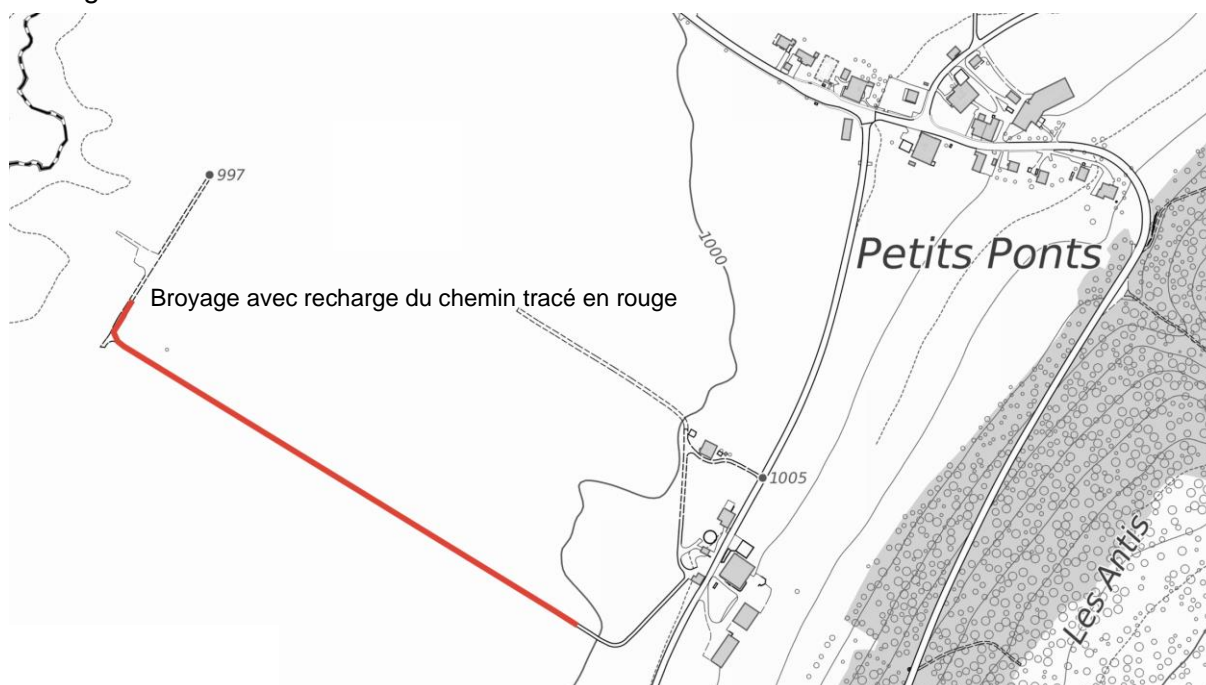 997
1000
Petits Ponts
Broyage avec recharge du chemin tracé en rouge
1005
Les Antis